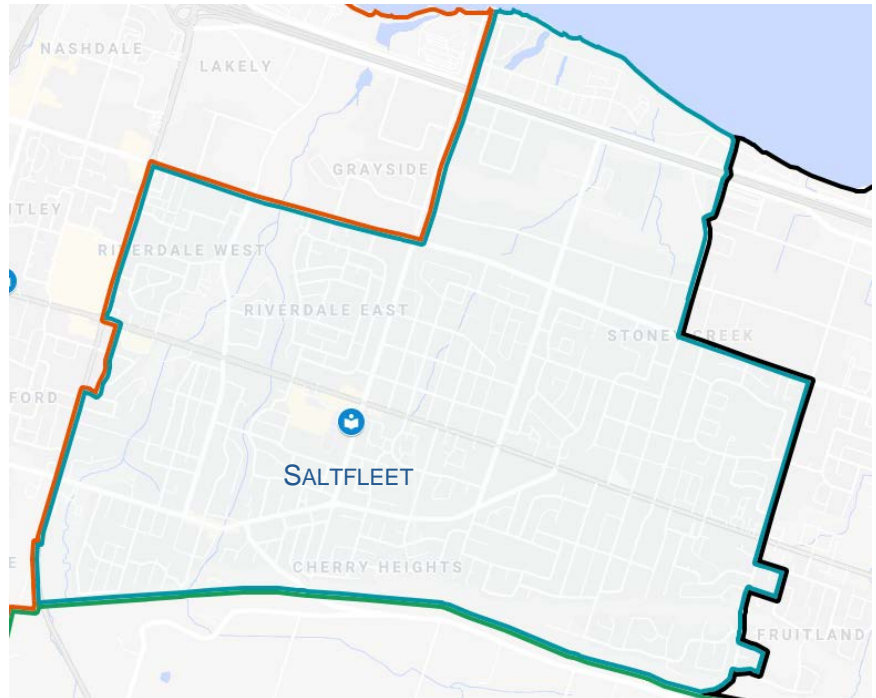 NASHDALE
LAKELY
GRAYSIDE
RIVERDALE WEST
RIVERDALE EAST
STONEY CREEK
SALTFLEET
CHERRY HEIGHTS
FRUITLAND